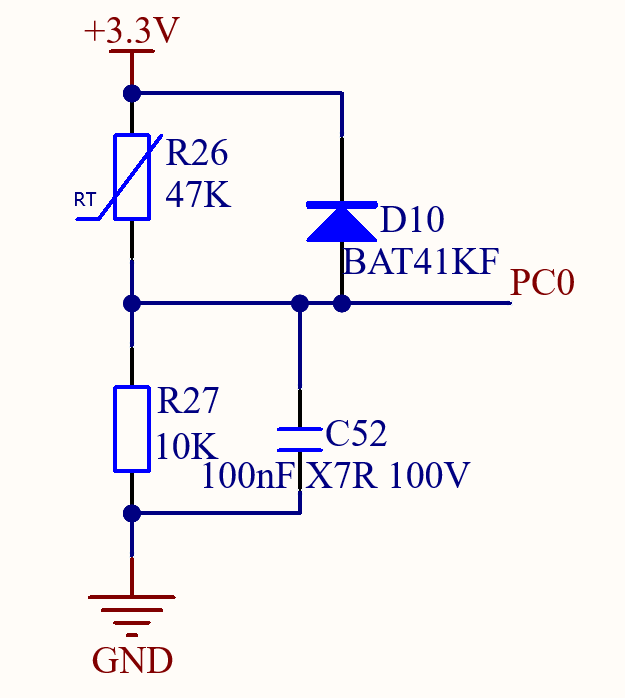 +3.3V
R26
RT
47K
D10
BAT41KF
PC0
R27
10K
C52
100nF X7R 100V
GND